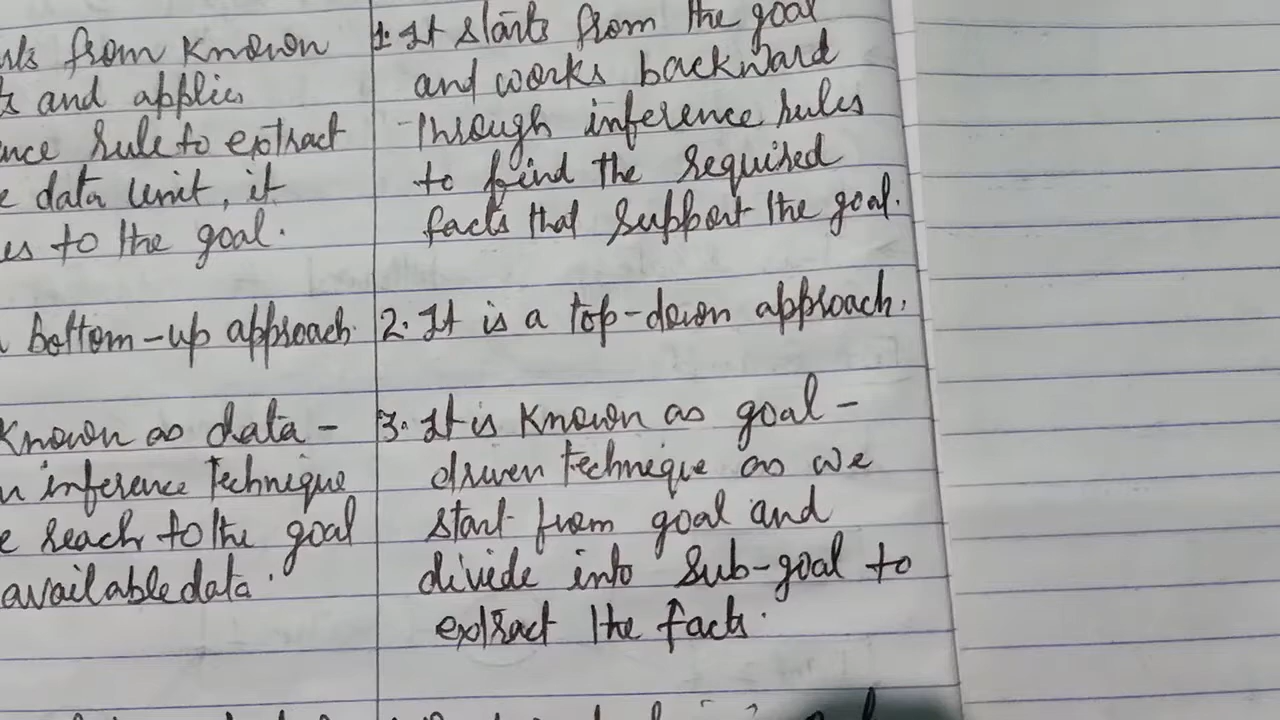 from known
and applies
rule to extract
data unit, it
to the goal.
bottom-up approach.
known as data-
inference technique
reach to the goal
available data.
1. It starts from the goal
and works backward
through inference rules
to find the required
facts that support the goal.
2. It is a top-down approach.
3. It is known as goal-
driven technique as we
start from goal and
divide into sub-goal to
extract the facts.